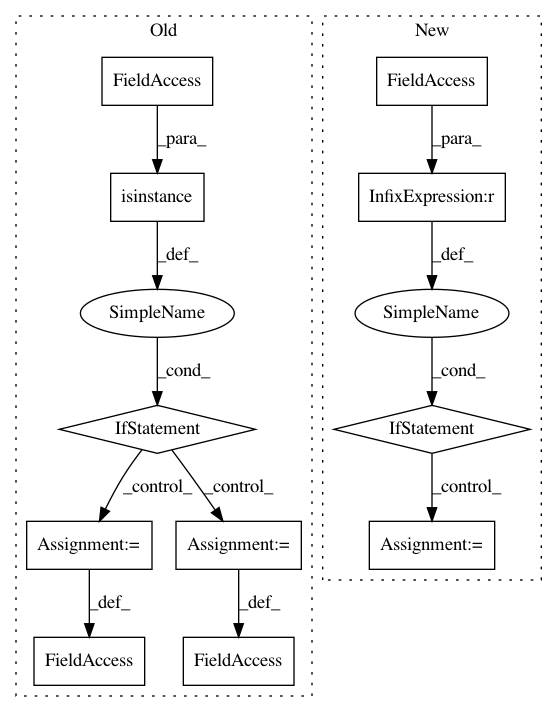 Old
New
FieldAccess
FieldAccess
_para_
_para_
isinstance
InfixExpression:r
_def_
_def_
SimpleName
SimpleName
_cond_
_cond_
IfStatement
IfStatement
_control_
_control_
_control_
Assignment:=
Assignment:=
Assignment:=
_def_
_def_
FieldAccess
FieldAccess